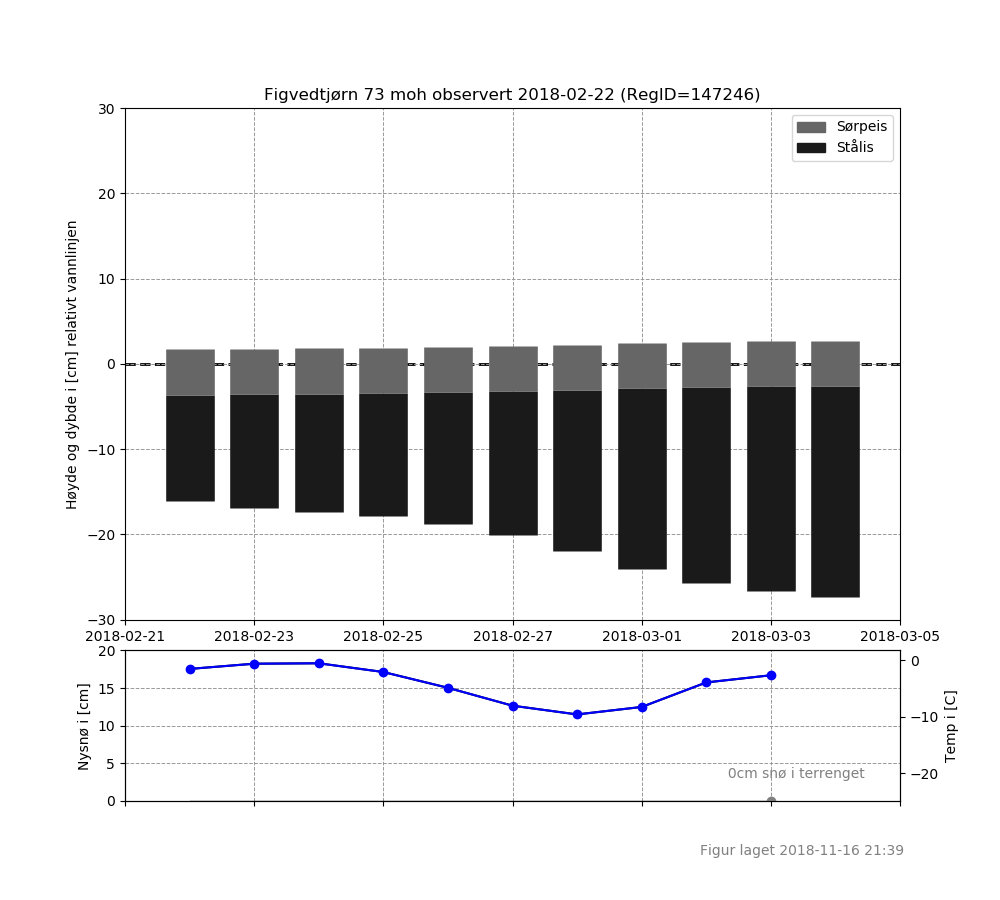 Figvedtjørn 73 moh observert 2018-02-22 (RegID=147246)
Sørpeis
Stålis
Høyde og dybde i [cm] relativt vannlinjen
30
20
10
0
−10
−20
−30
2018-02-21 2018-02-23 2018-02-25 2018-02-27 2018-03-01 2018-03-03 2018-03-05
Nysnø i [cm]
20
15
10
5
0
0
−10
−20
Temp i [C]
0cm snø i terrenget
Figur laget 2018-11-16 21:39